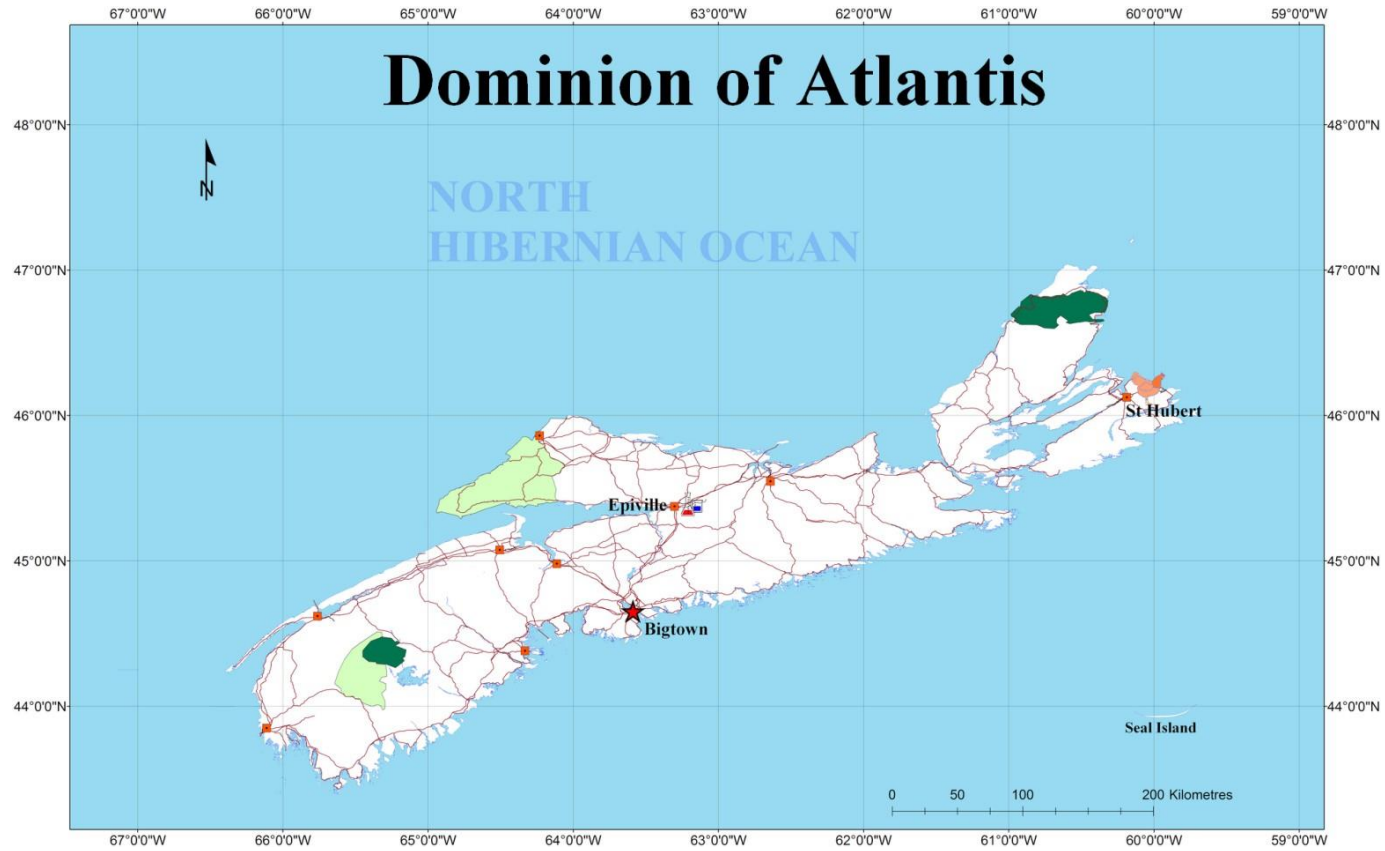 67°0'0"W 66°0'0"W 65°0'0"W 64°0'0"W 63°0'0"W 62°0'0"W 61°0'0"W 60°0'0"W 59°0'0"W
Dominion of Atlantis
48°0'0"N 48°0'0"N
N
NORTH
HIBERNIAN OCEAN
47°0'0"N 47°0'0"N
46°0'0"N 46°0'0"N
St Hubert
Epiville
45°0'0"N 45°0'0"N
Bigtown
44°0'0"N 44°0'0"N
Seal Island
0 50 100 200 Kilometres
67°0'0"W 66°0'0"W 65°0'0"W 64°0'0"W 63°0'0"W 62°0'0"W 61°0'0"W 60°0'0"W 59°0'0"W